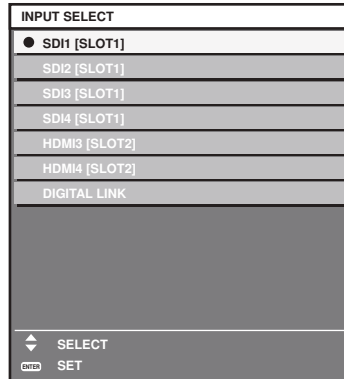 INPUT SELECT
SDI1 [SLOT1]
SDI2 [SLOT1]
SDI3 [SLOT1]
SDI4 [SLOT1]
HDMI3 [SLOT2]
HDMI4 [SLOT2]
DIGITAL LINK
SELECT
ENTER SET